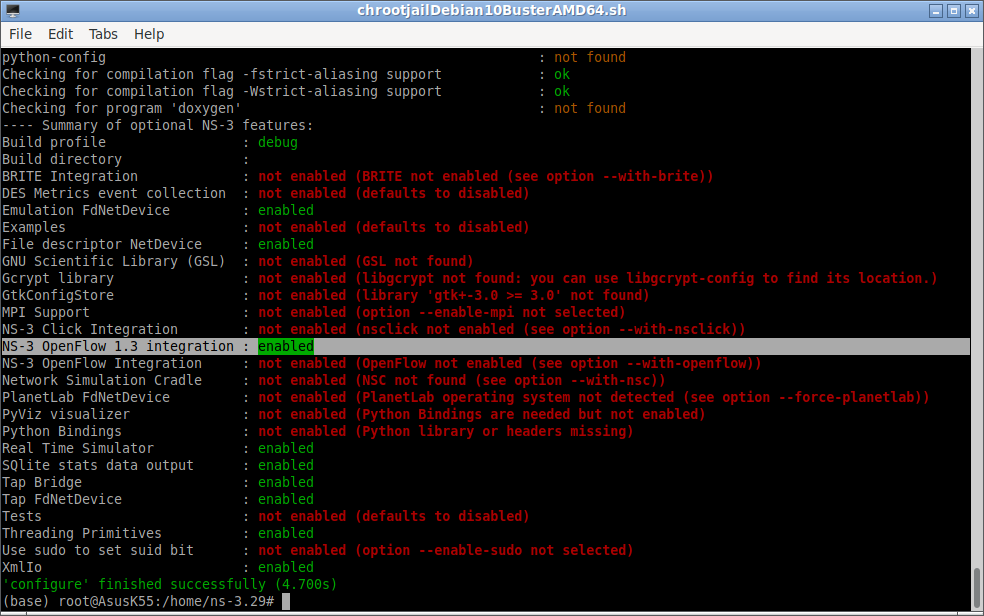 chrootjailDebian10BusterAMD64.sh
File Edit Tabs Help
python-config : not found
Checking for compilation flag -fstrict-aliasing support : ok
Checking for compilation flag -Wstrict-aliasing support : ok
Checking for program 'doxygen' : not found
---- Summary of optional NS-3 features:
Build profile : debug
Build directory :
BRITE Integration : not enabled (BRITE not enabled (see option --with-brite))
DES Metrics event collection : not enabled (defaults to disabled)
Emulation FdNetDevice : enabled
Examples : not enabled (defaults to disabled)
File descriptor NetDevice : enabled
GNU Scientific Library (GSL) : not enabled (GSL not found)
Gcrypt library : not enabled (libgcrypt not found: you can use libgcrypt-config to find its location.)
GtkConfigStore : not enabled (library 'gtk+-3.0 >= 3.0' not found)
MPI Support : not enabled (option --enable-mpi not selected)
NS-3 Click Integration : not enabled (nsclick not enabled (see option --with-nsclick))
NS-3 OpenFlow 1.3 integration : enabled
NS-3 OpenFlow Integration : not enabled (OpenFlow not enabled (see option --with-openflow))
Network Simulation Cradle : not enabled (NSC not found (see option --with-nsc))
PlanetLab FdNetDevice : not enabled (PlanetLab operating system not detected (see option --force-planetlab))
PyViz visualizer : not enabled (Python Bindings are needed but not enabled)
Python Bindings : not enabled (Python library or headers missing)
Real Time Simulator : enabled
SQlite stats data output : enabled
Tap Bridge : enabled
Tap FdNetDevice : enabled
Tests : not enabled (defaults to disabled)
Threading Primitives : enabled
Use sudo to set suid bit : not enabled (option --enable-sudo not selected)
XmlIo : enabled
'configure' finished successfully (4.700s)
(base) root@AsusK55:/home/ns-3.29#